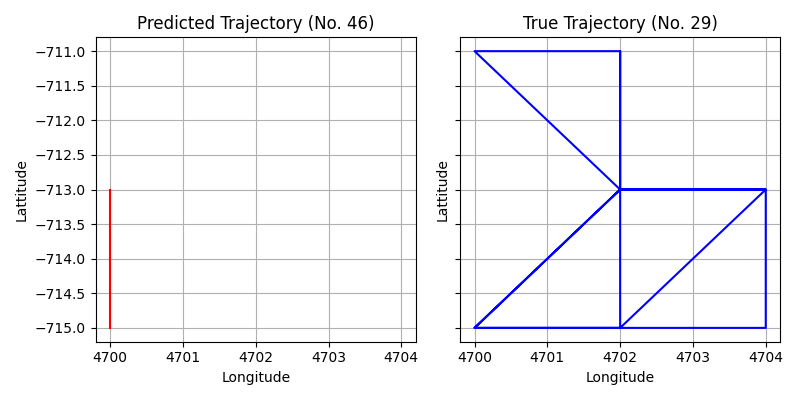 Predicted Trajectory (No. 46)
True Trajectory (No. 29)
Lattitude
−711.0
−711.5
−712.0
−712.5
−713.0
−713.5
−714.0
−714.5
−715.0
4700 4701 4702 4703 4704
Longitude
Lattitude
4700 4701 4702 4703 4704
Longitude